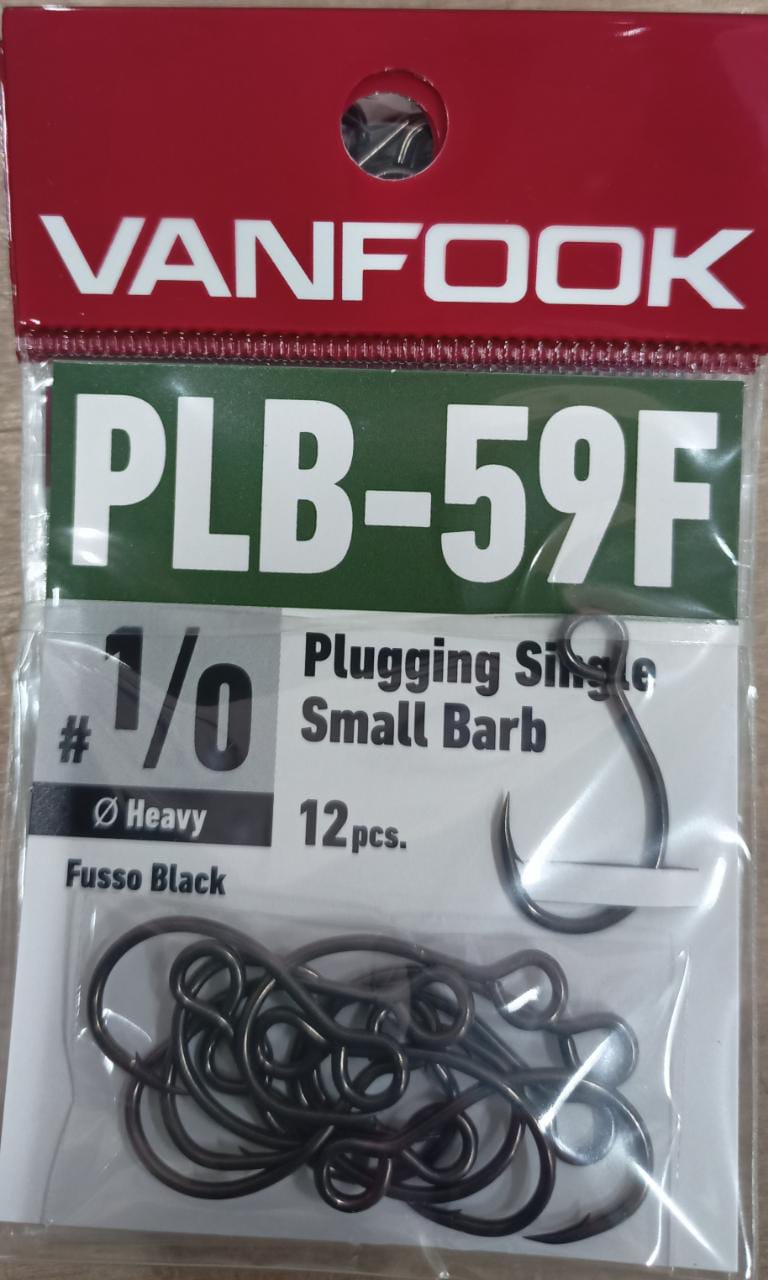 VANFOOK
PLB-59F
#1/0
Plugging Single
Small Barb
Ø Heavy
12pcs.
Fusso Black